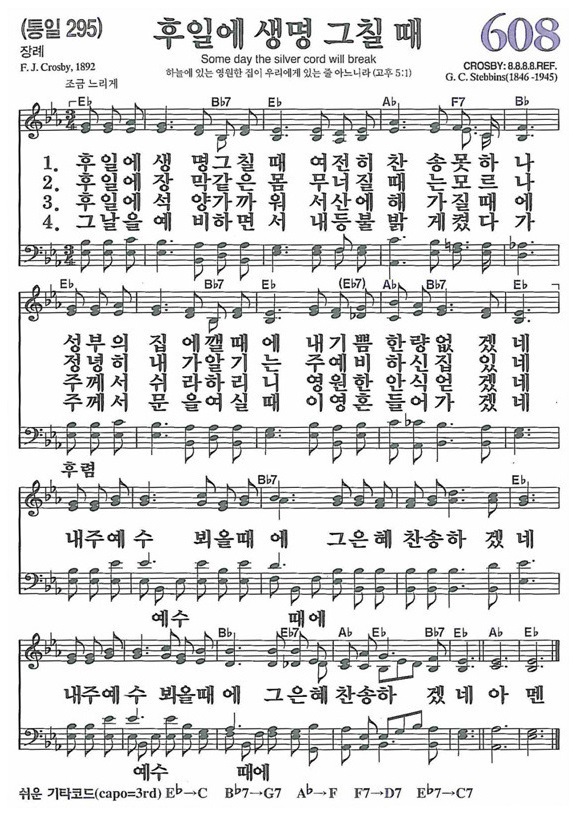 (통일 295)
후일에 생명 그칠 때
608
장례
Some day the silver cord will break
F. J. Crosby, 1892
하늘에 있는 영원한 집이 우리에게 있는 줄 아느니라 (고후 5:1)
CROSBY: 8.8.8.8.REF.
G. C. Stebbins(1846 -1945)
조금 느리게
E♭ B♭7 E♭ A♭ F7 B♭
1. 후일에 생 명그칠 때 여전히 찬 송못하 나
2. 후일에 장 막같은 몸 무너질 때 는모르 나
3. 후일에 석 양가까 워 서산에 해 가질때 에
4. 그날을 예 비하면 서 내등불 밝 게켰다 가
E♭ B♭7 E♭ (E♭7) A♭ B♭7 E♭
성부의 집 에깰때 에 내기쁨 한량없 겠네
정녕히 내 가알기 는 주예비 하신집 있네
주께서 쉬 라하리 니 영원한 안식얻 겠네
주께서 문 을여실 때 이영혼 들어가 겠네
후렴
B♭7 E♭
내주예 수 뵈올때 에 그은혜 찬송하 겠 네
예수 때에
B♭ E♭7 A♭ E♭ B♭7 E♭ A♭ E♭
내주예 수 뵈올때 에 그은혜 찬송하 겠네 아 멘
예수 때에
쉬운 기타코드(capo=3rd) E♭→C B♭7→G7 A♭→F F7→D7 E♭7→C7